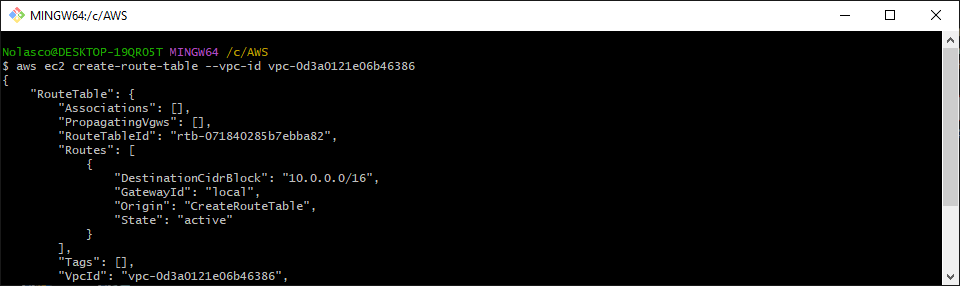 MINGW64:/c/AWS
Nolasco@DESKTOP-19QRO5T MINGW64 /c/AWS
$ aws ec2 create-route-table --vpc-id vpc-0d3a0121e06b46386
{
    "RouteTable": {
        "Associations": [],
        "PropagatingVgws": [],
        "RouteTableId": "rtb-071840285b7ebba82",
        "Routes": [
            {
                "DestinationCidrBlock": "10.0.0.0/16",
                "GatewayId": "local",
                "Origin": "CreateRouteTable",
                "State": "active"
            }
        ],
        "Tags": [],
        "VpcId": "vpc-0d3a0121e06b46386",